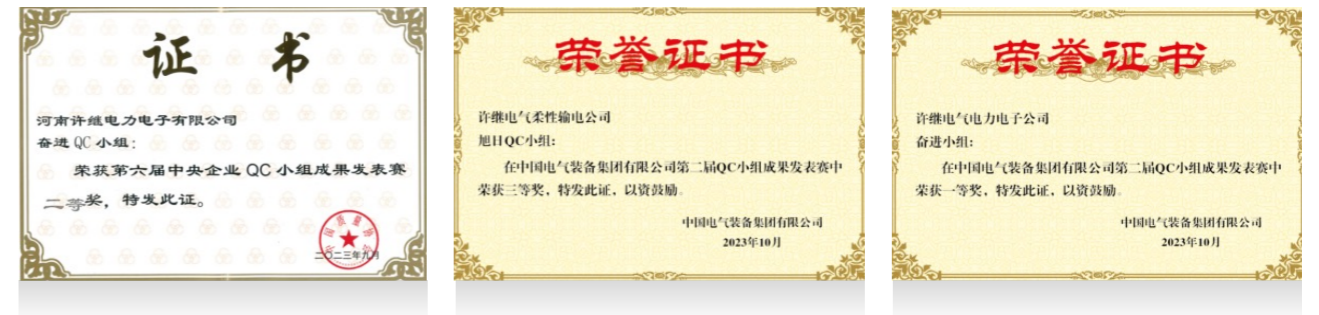 证 书
河南许继电力电子有限公司
奋进 QC 小组:
荣获第六届中央企业 QC 小组成果发表赛
二等奖,特发此证。
中国质量协会
二〇二三年九月
荣誉证书
许继电气柔性输电公司
旭日QC小组:
在中国电气装备集团有限公司第二届QC小组成果发表赛中
荣获三等奖,特发此证,以资鼓励。
中国电气装备集团有限公司
2023年10月
荣誉证书
许继电气电力电子公司
奋进小组:
在中国电气装备集团有限公司第二届QC小组成果发表赛中
荣获一等奖,特发此证,以资鼓励。
中国电气装备集团有限公司
2023年10月